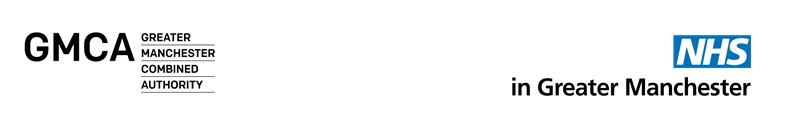 GMCA
GREATER
MANCHESTER
COMBINED
AUTHORITY
NHS
in Greater Manchester